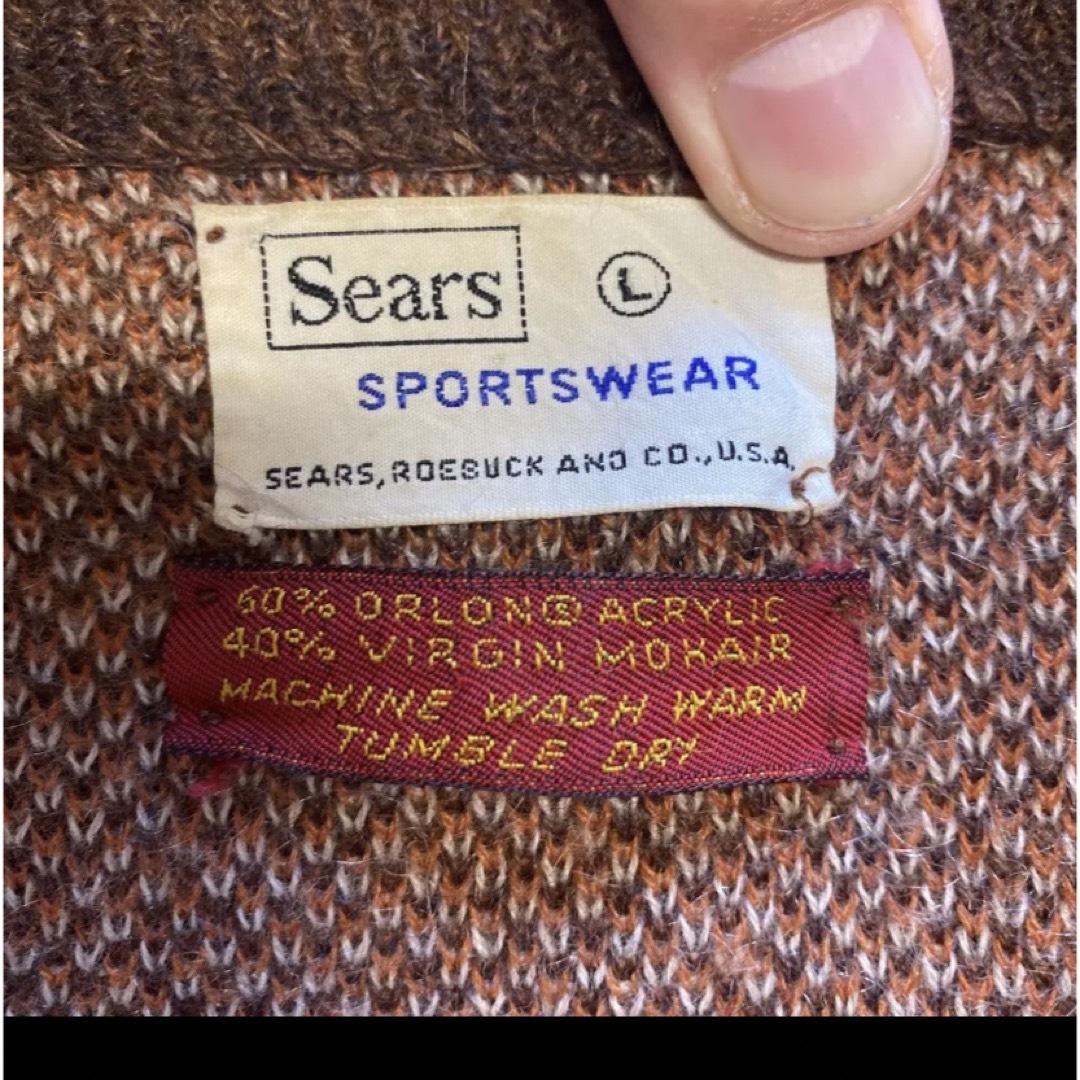 Sears
L
SPORTSWEAR
SEARS, ROEBUCK AND CO., U.S.A.
60% ORLON® ACRYLIC
40% VIRGIN MOHAIR
MACHINE WASH WARM
TUMBLE DRY